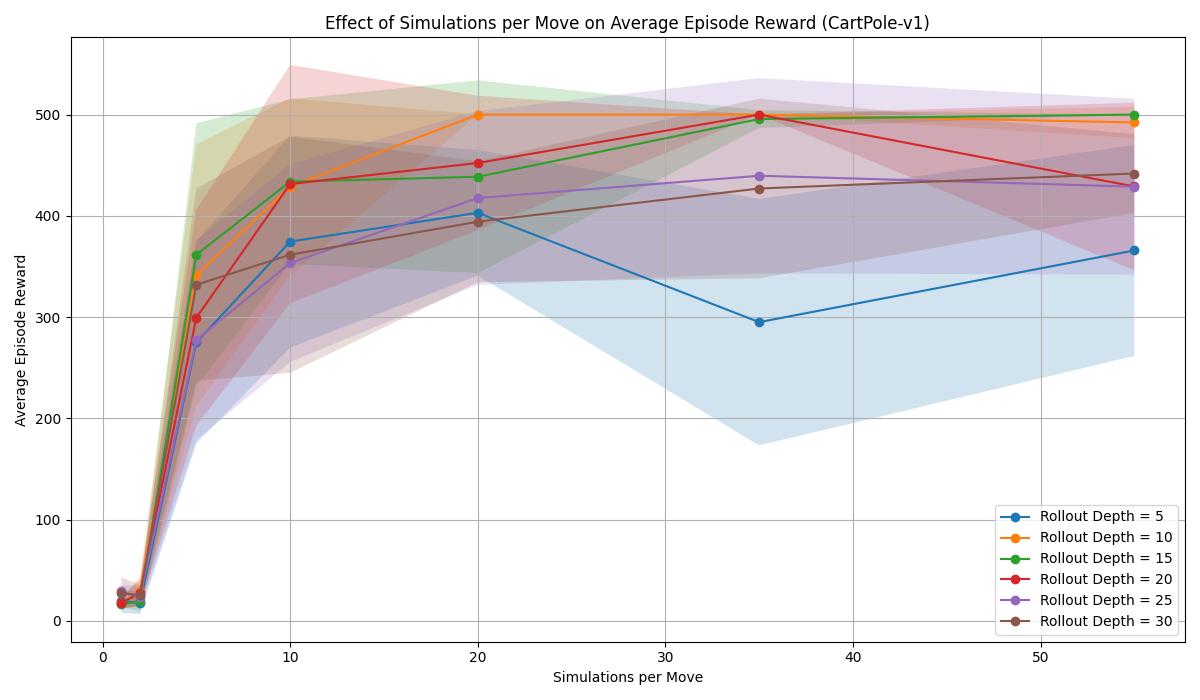 Effect of Simulations per Move on Average Episode Reward (CartPole-v1)
Average Episode Reward
500
400
300
200
100
0
0 10 20 30 40 50
Simulations per Move
Rollout Depth = 5
Rollout Depth = 10
Rollout Depth = 15
Rollout Depth = 20
Rollout Depth = 25
Rollout Depth = 30